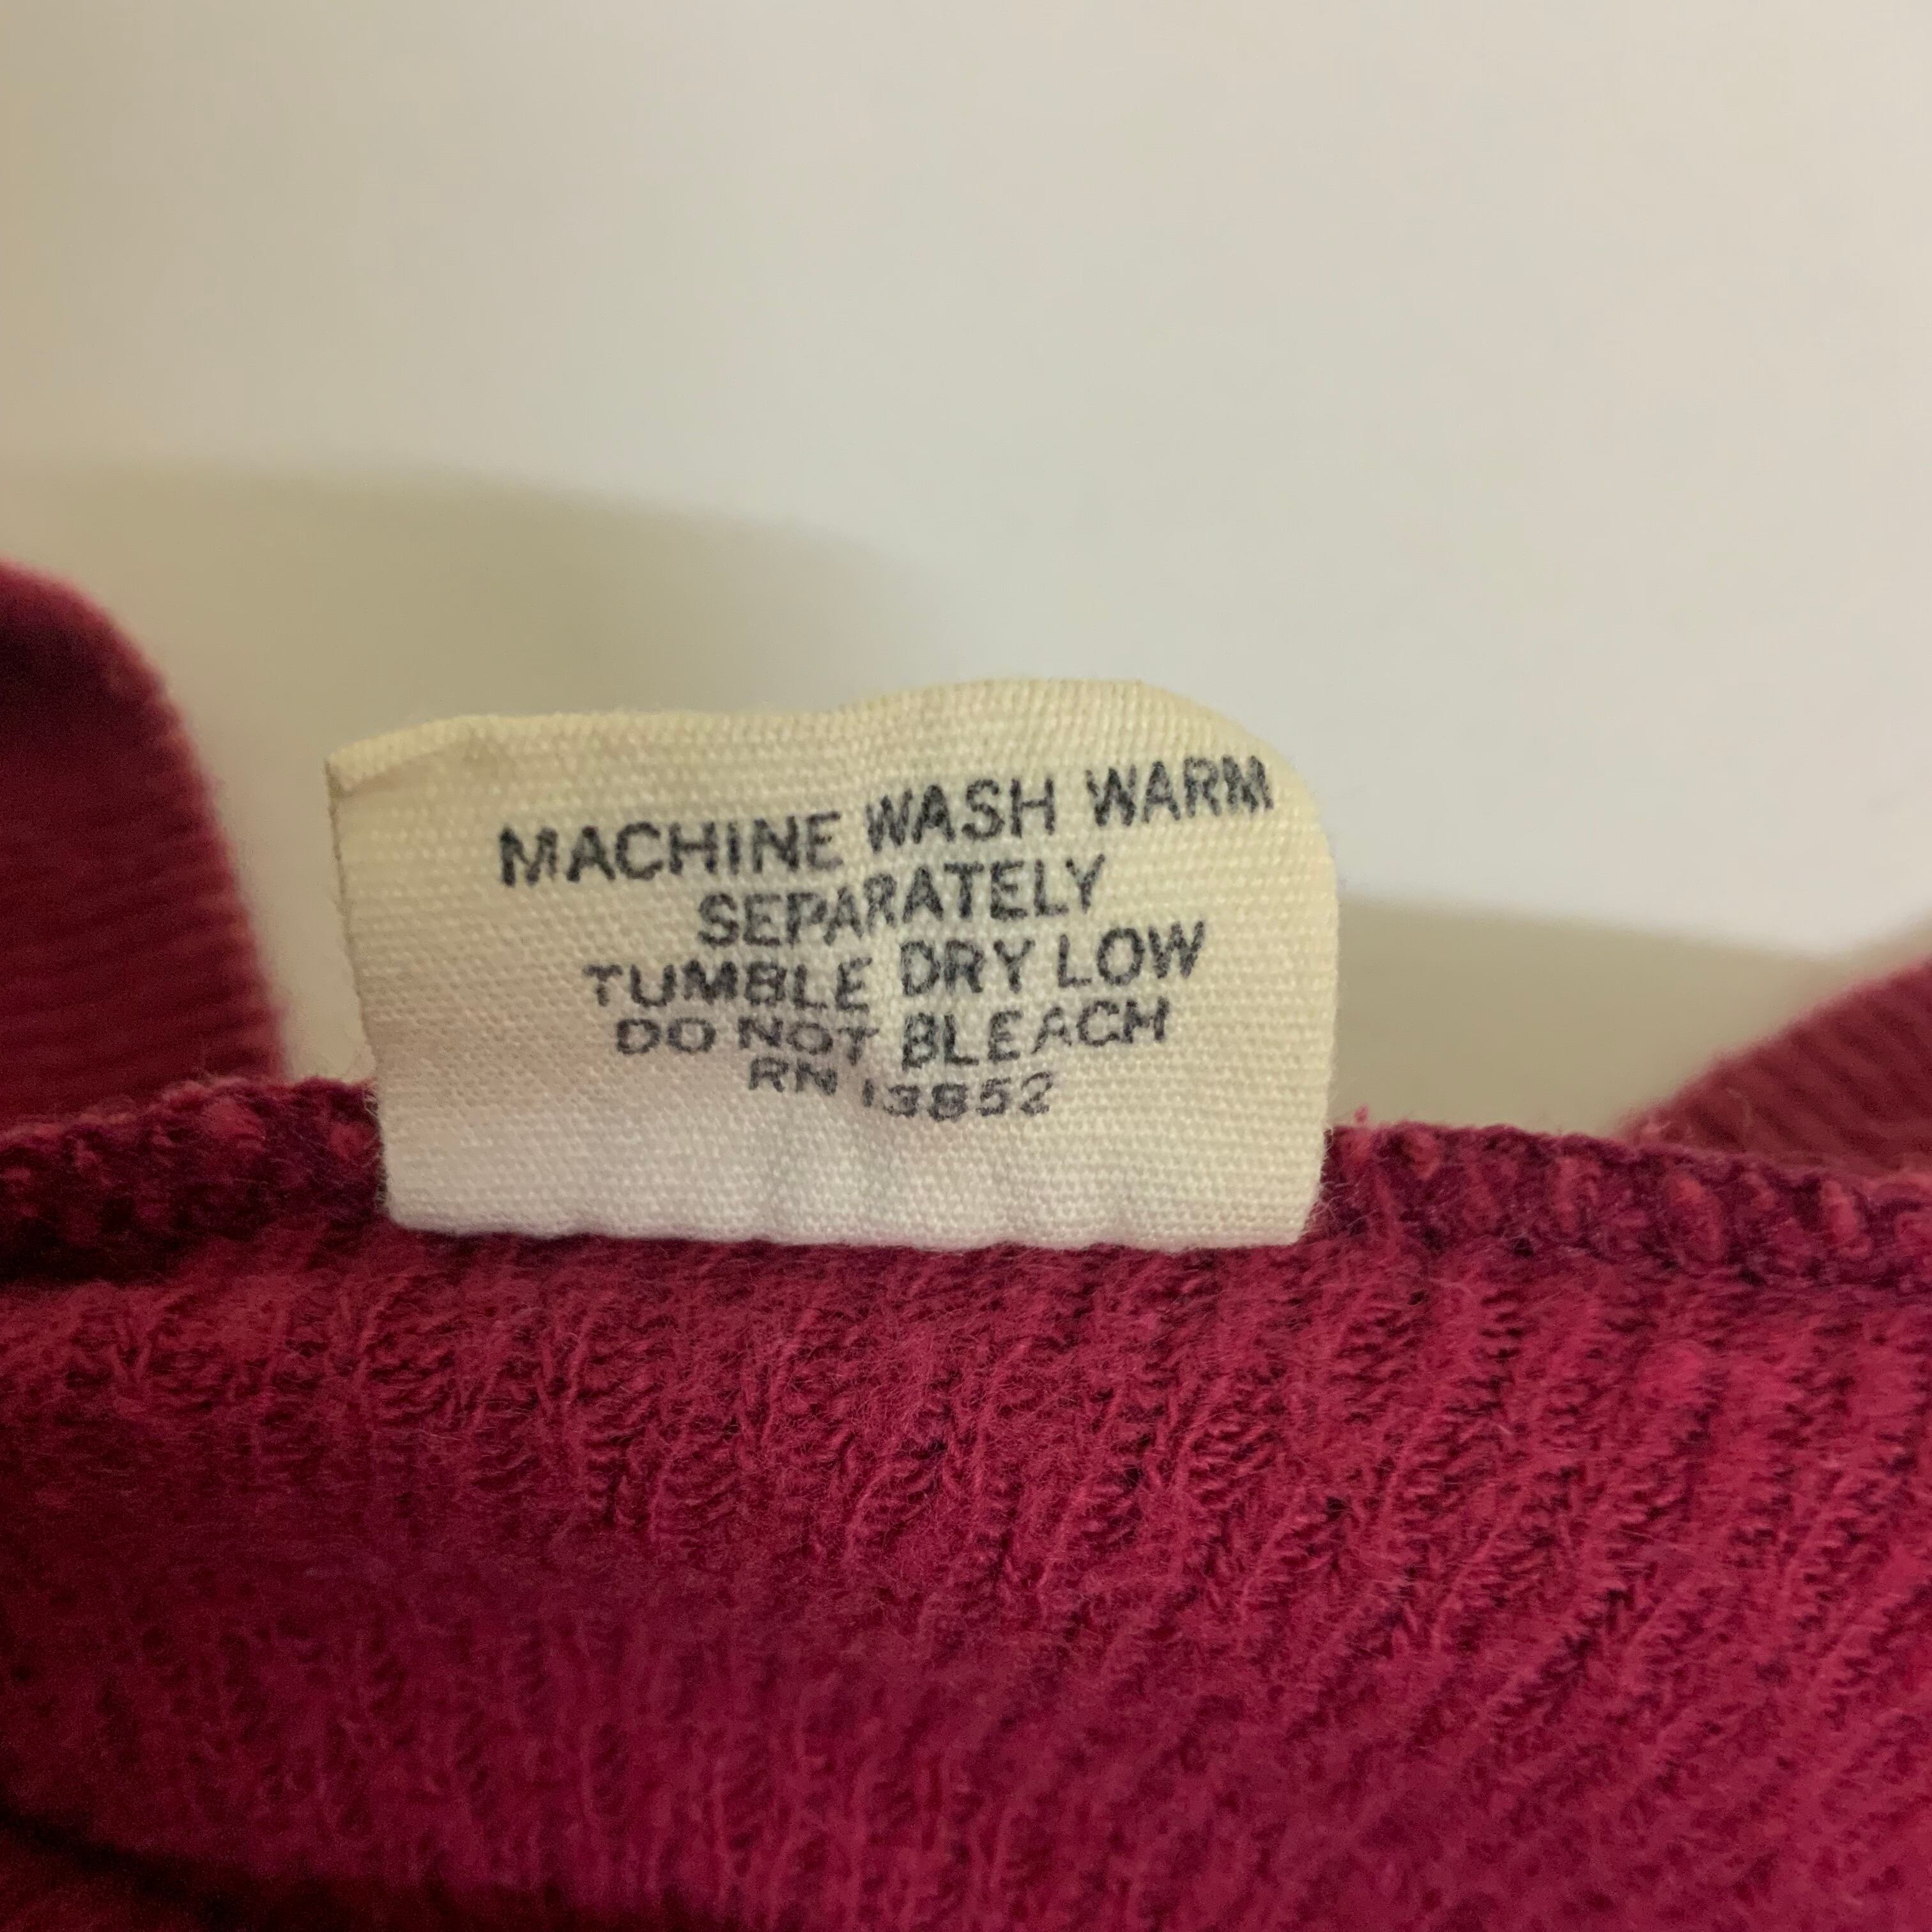 MACHINE WASH WARM
SEPARATELY
TUMBLE DRY LOW
DO NOT BLEACH
RN 13852